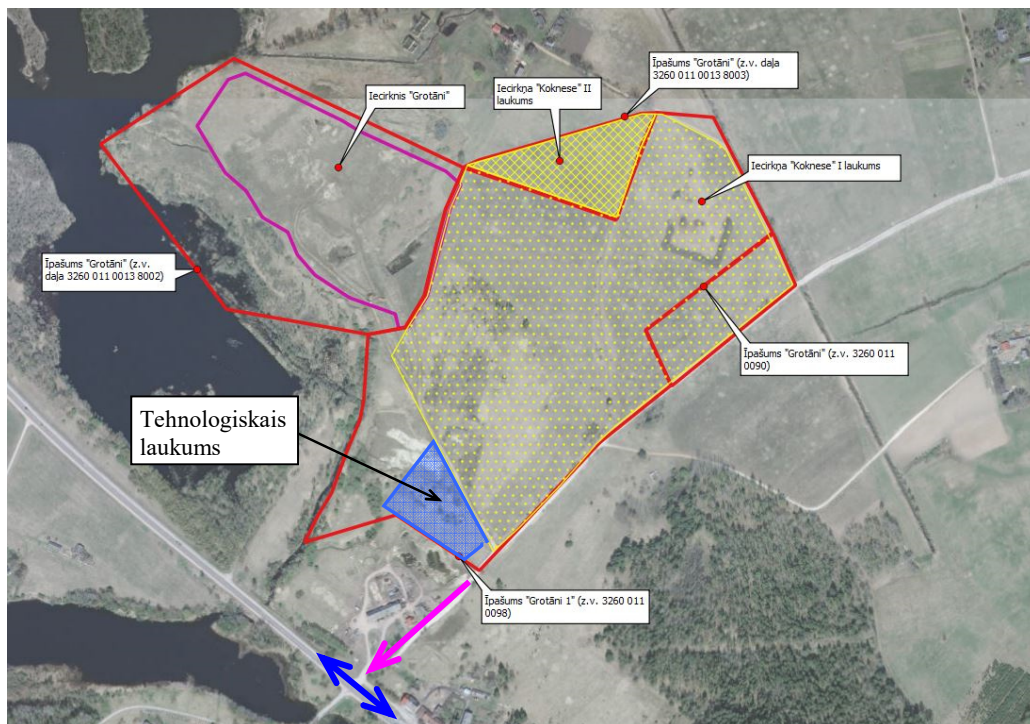 Īpašums "Grotāni" (z.v. daļa
3260 011 0013 8003)
Iecirkņa "Koknese" II
laukums
Iecirknis "Grotāni"
Iecirkņa "Koknese" I laukums
Īpašums "Grotāni" (z.v.
daļa 3260 011 0013 8002)
Īpašums "Grotāni" (z.v. 3260 011
0090)
Tehnoloģiskais
laukums
Īpašums "Grotāni 1" (z.v. 3260 011
0098)